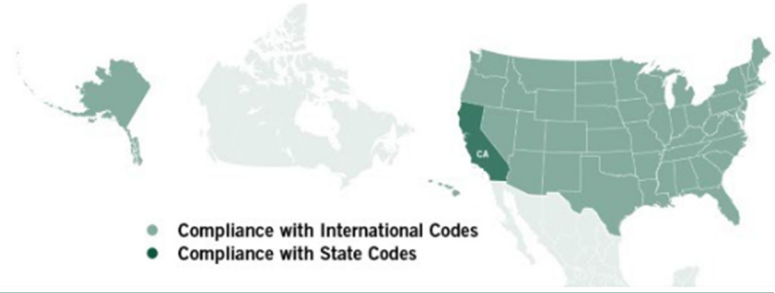 CA
Compliance with International Codes
Compliance with State Codes